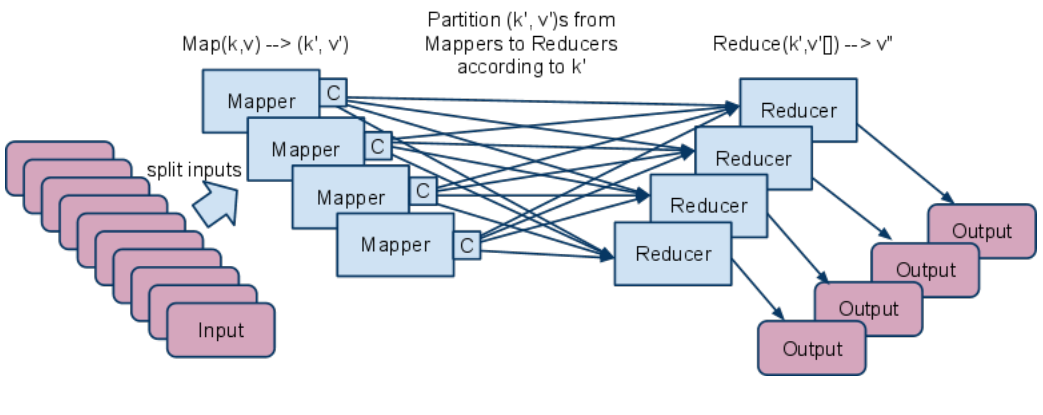 Map(k,v) --> (k', v')
Partition (k', v')s from
Mappers to Reducers
according to k'
Reduce(k',v'[]) --> v"
split inputs
Input
Mapper
C
Mapper
C
Mapper
C
Mapper
C
Reducer
Reducer
Reducer
Reducer
Output
Output
Output
Output